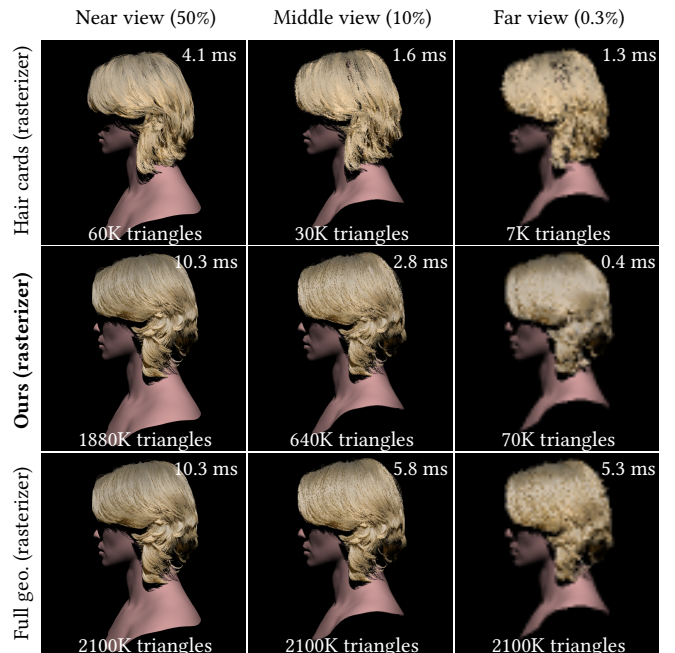 Near view (50%) Middle view (10%) Far view (0.3%)
Hair cards (rasterizer)
4.1 ms 1.6 ms 1.3 ms
60K triangles 30K triangles 7K triangles
Ours (rasterizer)
10.3 ms 2.8 ms 0.4 ms
1880K triangles 640K triangles 70K triangles
Full geo. (rasterizer)
10.3 ms 5.8 ms 5.3 ms
2100K triangles 2100K triangles 2100K triangles